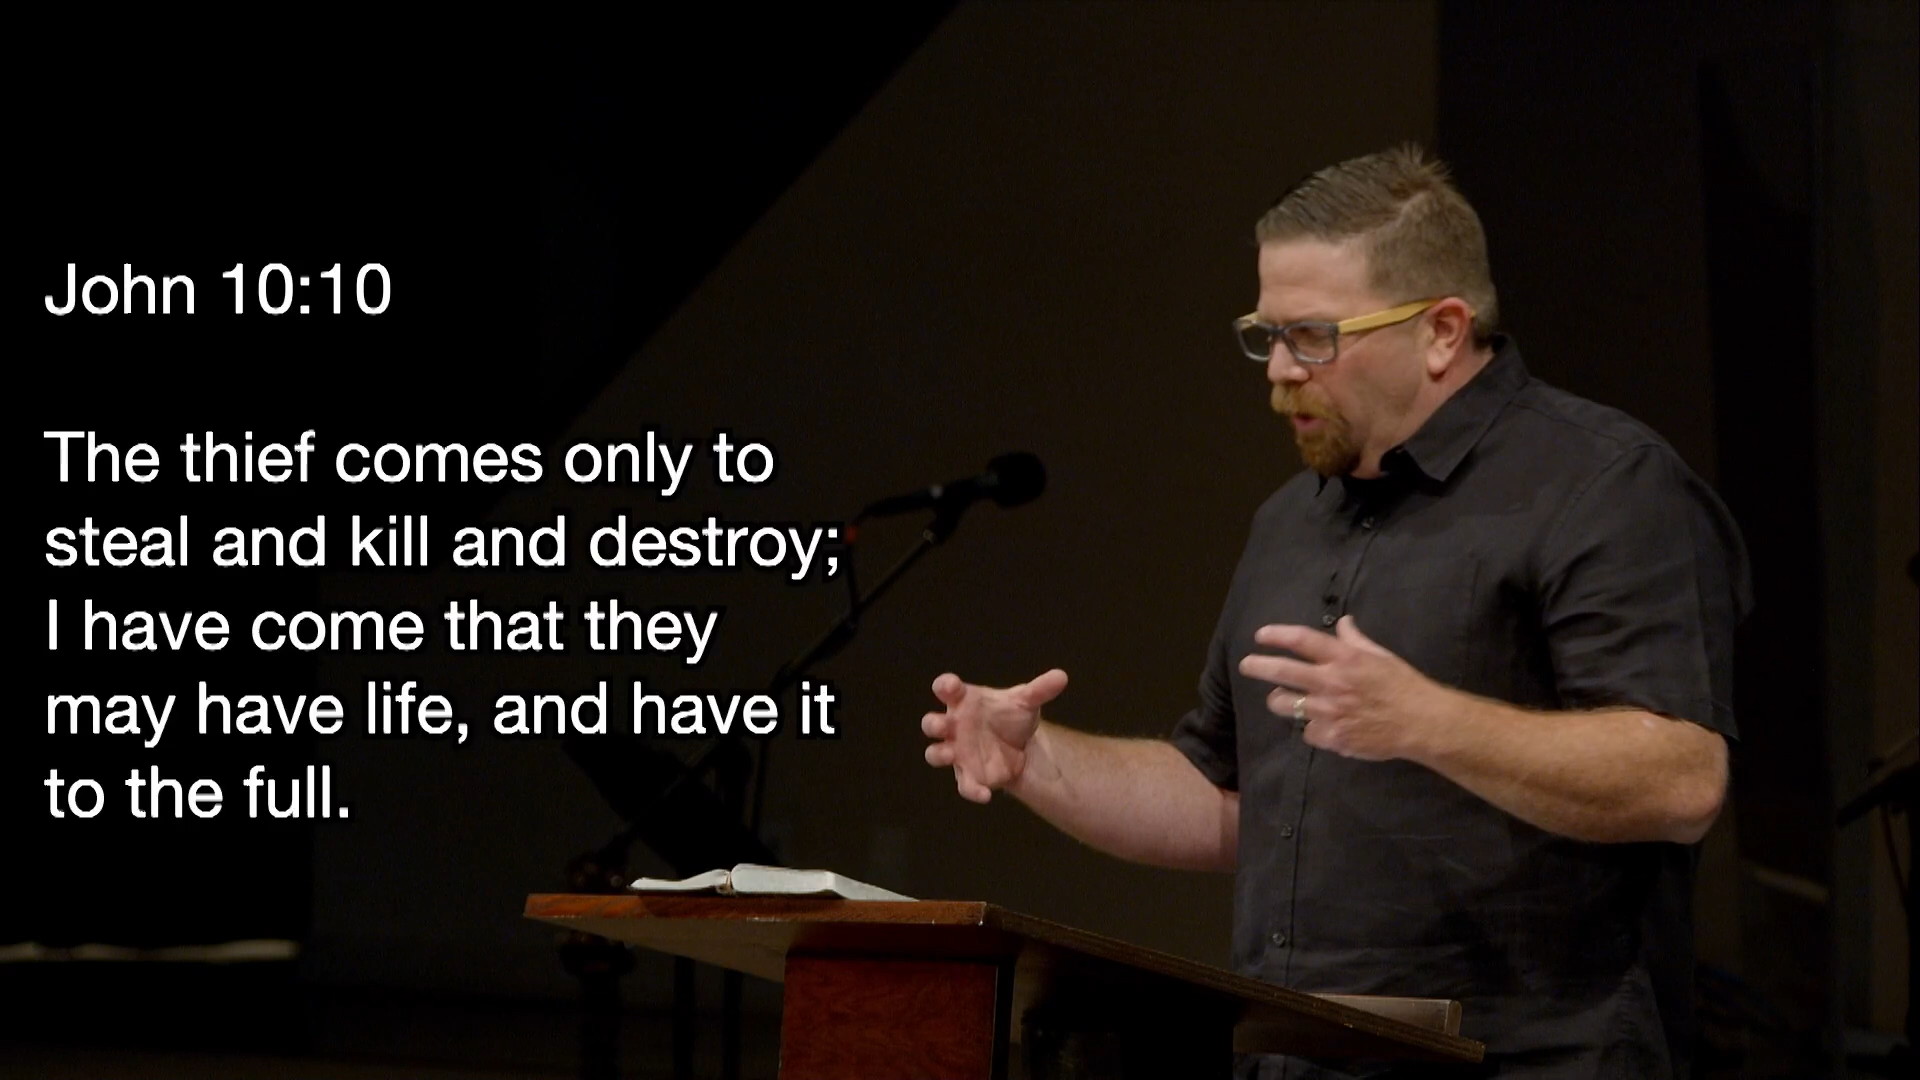 John 10:10
The thief comes only to
steal and kill and destroy;
I have come that they
may have life, and have it
to the full.